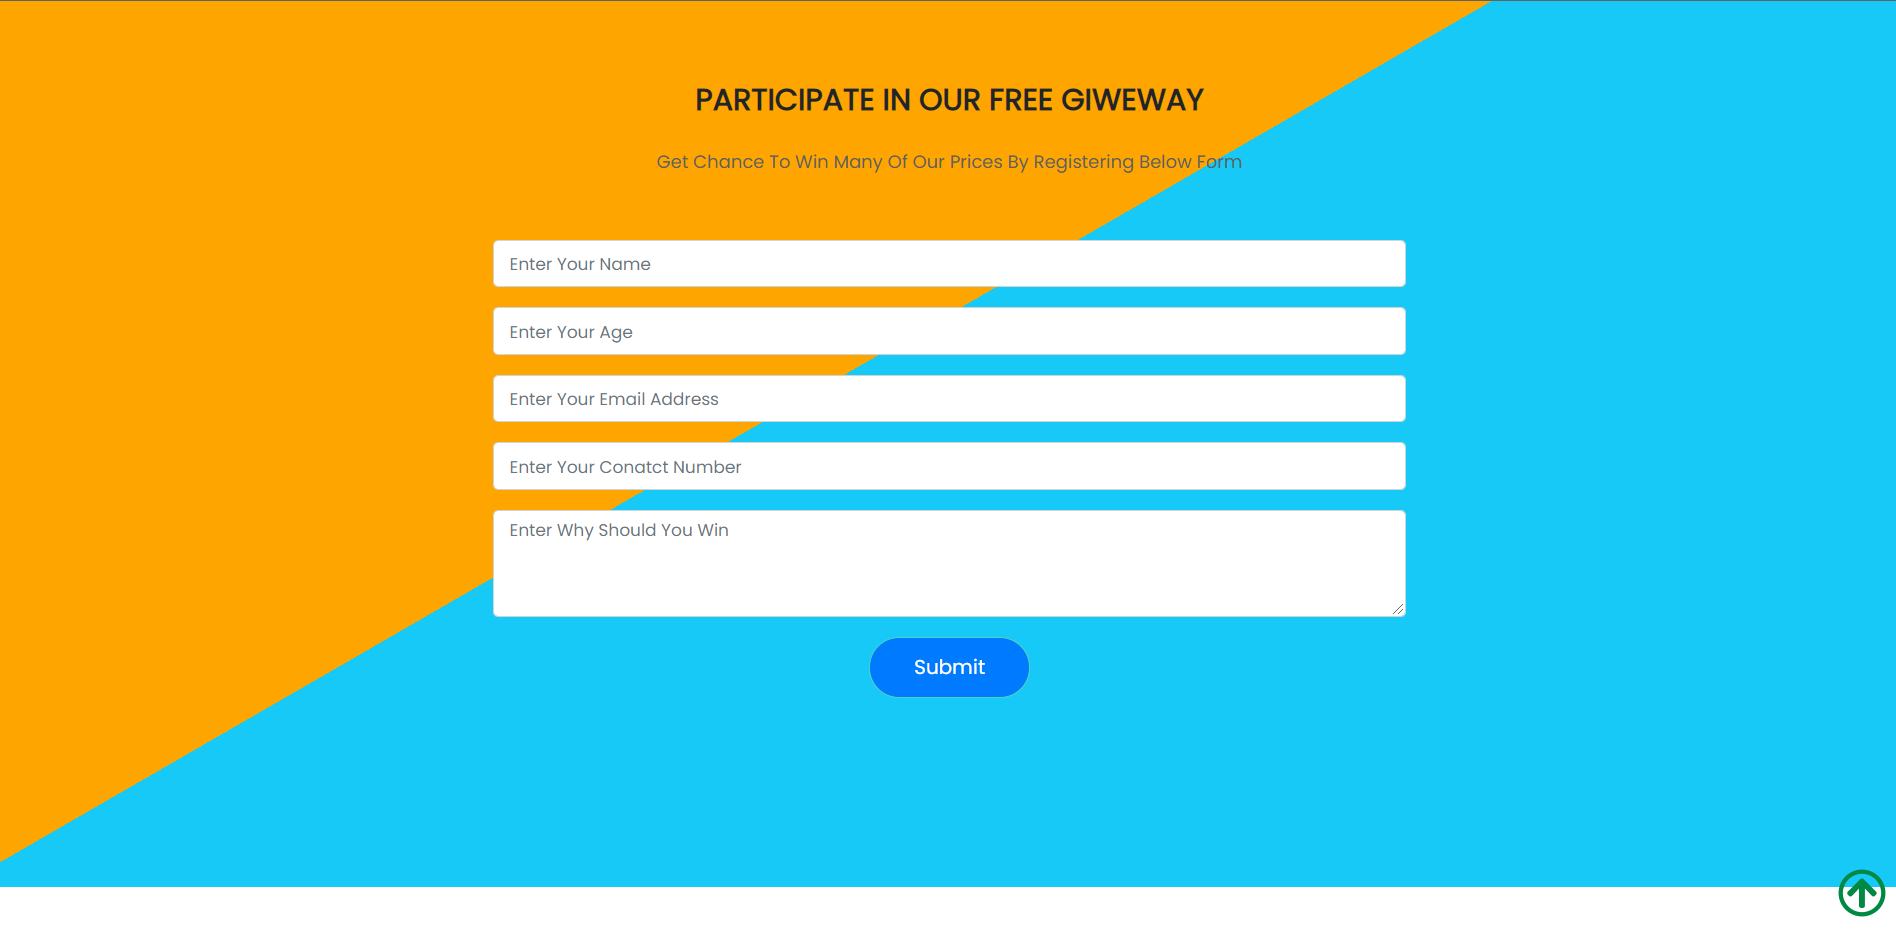 PARTICIPATE IN OUR FREE GIWEWAY
Get Chance To Win Many Of Our Prices By Registering Below Form
Enter Your Name
Enter Your Age
Enter Your Email Address
Enter Your Conatct Number
Enter Why Should You Win
Submit